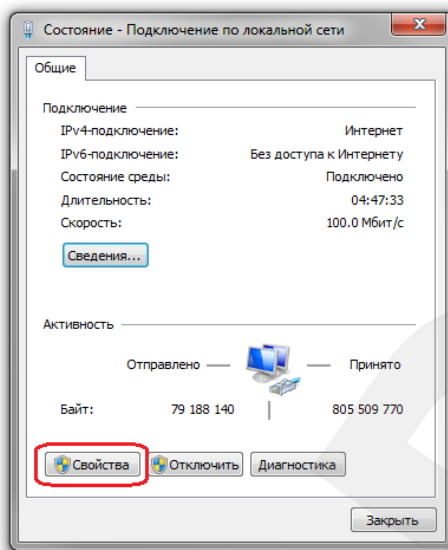 Состояние - Подключение по локальной сети
Общие
Подключение
IPv4-подключение: Интернет
IPv6-подключение: Без доступа к Интернету
Состояние среды: Подключено
Длительность: 04:47:33
Скорость: 100.0 Мбит/с
Сведения...
Активность
Отправлено — — Принято
Байт: 79 188 140 | 805 509 770
Свойства Отключить Диагностика
Закрыть